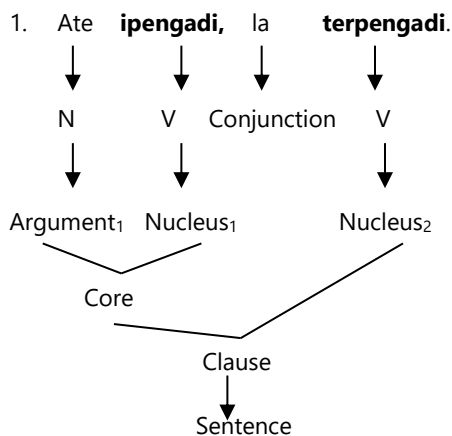 1. Ate ipengadi, la terpengadi.
N V Conjunction V
Argument₁ Nucleus₁ Nucleus₂
Core
Clause
Sentence